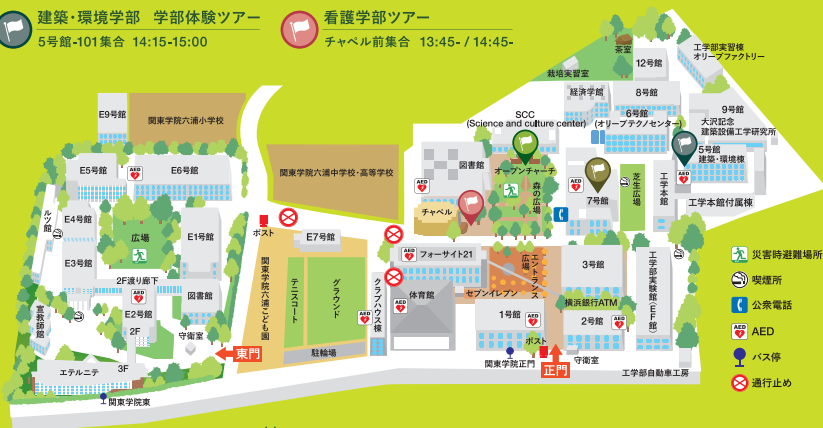 建築・環境学部 学部体験ツアー
5号館-101集合 14:15-15:00
看護学部ツアー
チャペル前集合 13:45- / 14:45-
茶室
工学部実習棟
オリーブファクトリー
栽培実習室
12号館
経済学館
8号館
9号館
SCC
(Science and culture center)
6号館
(オリーブテクノセンター)
大沢記念
建築設備工学研究所
5号館
建築・環境棟
E9号館
関東学院六浦小学校
関東学院六浦中学校・高等学校
図書館
オープンチャーチ
森の広場
チャペル
7号館
芝生広場
工学本館
工学本館付属棟
E5号館
AED
E6号館
ルツ館
E4号館
広場
E1号館
E3号館
2F渡り廊下
AED
E2号館
2F
図書館
宣教師館
守衛室
東門
エテルニテ
3F
関東学院東
ポスト
関東学院六浦こども園
E7号館
テニスコート
グラウンド
駐輪場
クラブハウス棟
AED
AED
フォーサイト21
AED
体育館
AED
AED
AED
エントランス広場
セブンイレブン
3号館
横浜銀行ATM
1号館
AED
2号館
AED
ポスト
関東学院正門
正門
守衛室
工学部実験館(EF館)
工学部自動車工房
災害時避難場所
喫煙所
公衆電話
AED
AED
バス停
通行止め